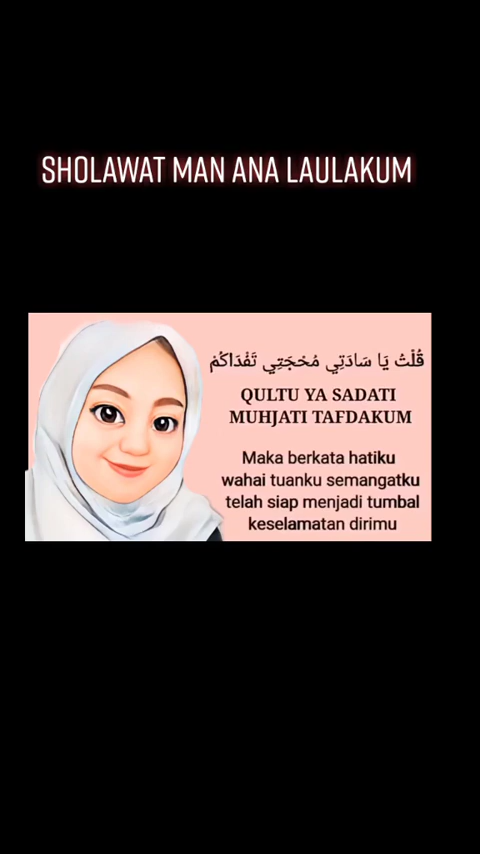 SHOLAWAT MAN ANA LAULAKUM
قُلْتُ يَا سَادَتِي مُحْجَتِي تَفْدَاكُمْ
QULTU YA SADATI
MUHJATI TAFDAKUM
Maka berkata hatiku
wahai tuanku semangatku
telah siap menjadi tumbal
keselamatan dirimu